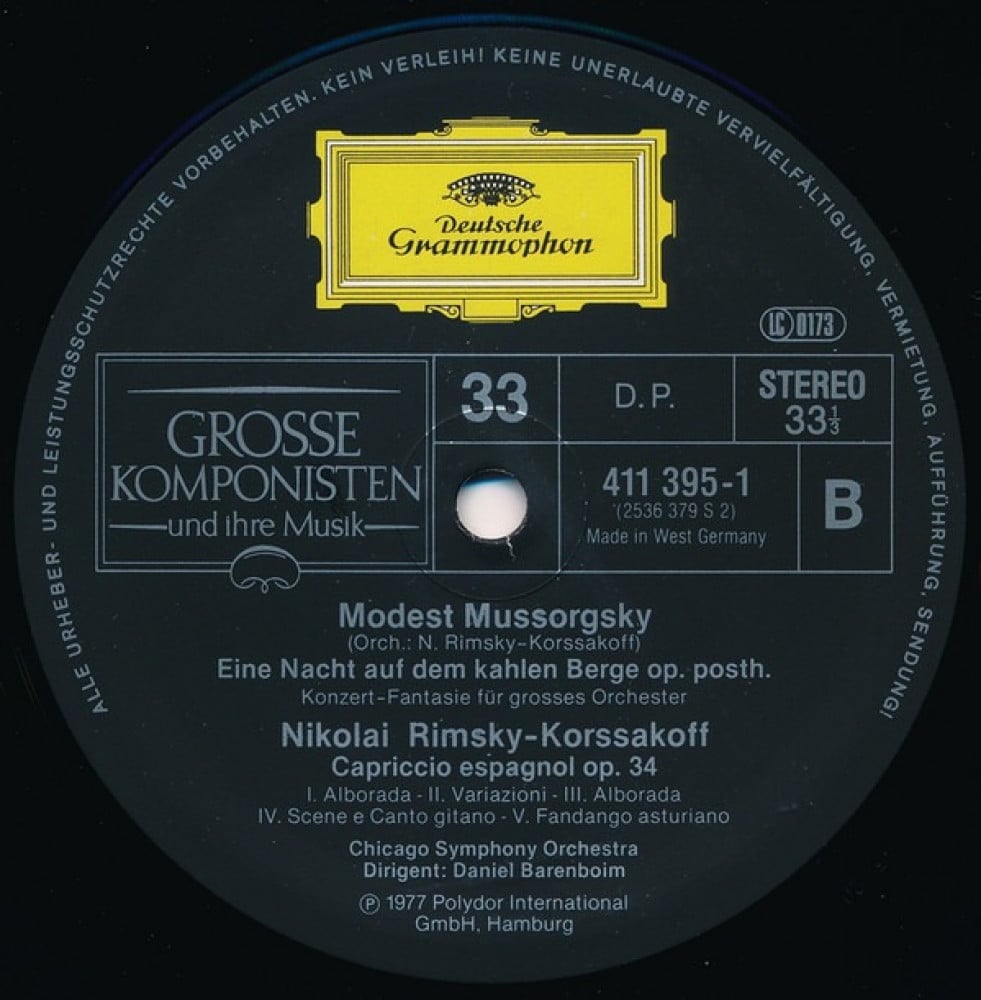 ALLE URHEBER- UND LEISTUNGSSCHUTZRECHTE VORBEHALTEN. KEIN VERLEIH! KEINE UNERLAUBTE VERVIELFÄLTIGUNG, VERMIETUNG, AUFFÜHRUNG, SENDUNG!
Deutsche
Grammophon
LC 0173
GROSSE
KOMPONISTEN
und ihre Musik
33
D.P.
STEREO
33⅓
411 395-1
(2536 379 S 2)
Made in West Germany
B
Modest Mussorgsky
(Orch.: N. Rimsky-Korssakoff)
Eine Nacht auf dem kahlen Berge op. posth.
Konzert-Fantasie für grosses Orchester
Nikolai Rimsky-Korssakoff
Capriccio espagnol op. 34
I. Alborada - II. Variazioni - III. Alborada
IV. Scene e Canto gitano - V. Fandango asturiano
Chicago Symphony Orchestra
Dirigent: Daniel Barenboim
℗ 1977 Polydor International
GmbH, Hamburg